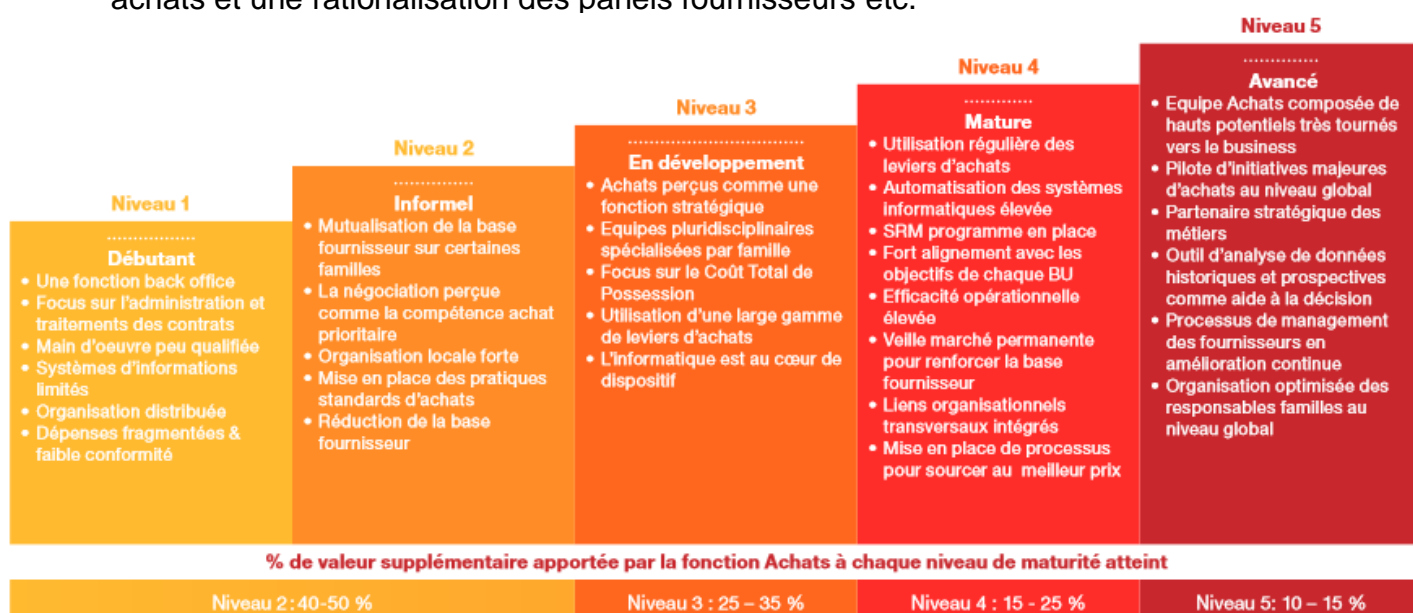 achats et une rationalisation des panels fournisseurs etc.
Niveau 1
Débutant
• Une fonction back office
• Focus sur l'administration et
traitements des contrats
• Main d'oeuvre peu qualifiée
• Systèmes d'informations
limités
• Organisation distribuée
• Dépenses fragmentées &
faible conformité
Niveau 2
Informel
• Mutualisation de la base
fournisseur sur certaines
familles
• La négociation perçue
comme la compétence achat
prioritaire
• Organisation locale forte
• Mise en place des pratiques
standards d'achats
• Réduction de la base
fournisseur
Niveau 3
En développement
• Achats perçus comme une
fonction stratégique
• Equipes pluridisciplinaires
spécialisées par famille
• Focus sur le Coût Total de
Possession
• Utilisation d'une large gamme
de leviers d'achats
• L'Informatique est au cœur de
dispositif
Niveau 4
Mature
• Utilisation régulière des
leviers d'achats
• Automatisation des systèmes
informatiques élevée
• SRM programme en place
• Fort alignement avec les
objectifs de chaque BU
• Efficacité opérationnelle
élevée
• Veille marché permanente
pour renforcer la base
fournisseur
• Liens organisationnels
transversaux intégrés
• Mise en place de processus
pour sourcer au meilleur prix
Niveau 5
Avancé
• Equipe Achats composée de
hauts potentiels très tournés
vers le business
• Pilote d'initiatives majeures
d'achats au niveau global
• Partenaire stratégique des
métiers
• Outil d'analyse de données
historiques et prospectives
comme aide à la décision
• Processus de management
des fournisseurs en
amélioration continue
• Organisation optimisée des
responsables familles au
niveau global
% de valeur supplémentaire apportée par la fonction Achats à chaque niveau de maturité atteint
Niveau 2 : 40-50 %
Niveau 3 : 25 – 35 %
Niveau 4 : 15 - 25 %
Niveau 5: 10 – 15 %